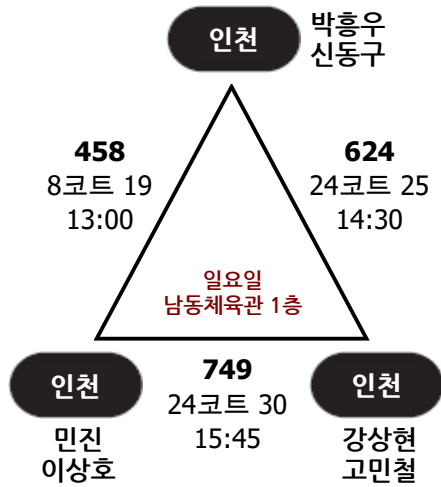 인천
박흥우
신동구
458
8코트 19
13:00
624
24코트 25
14:30
일요일
남동체육관 1층
인천
민진
이상호
749
24코트 30
15:45
인천
강상현
고민철